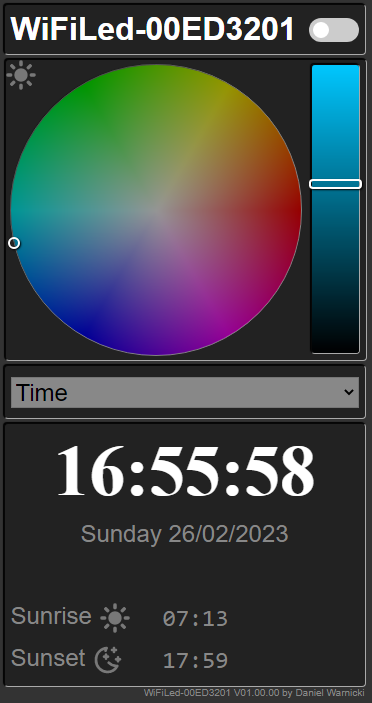 WiFiLed-00ED3201
Time
16:55:58
Sunday 26/02/2023
Sunrise 07:13
Sunset 17:59
WiFiLed-00ED3201 V01.00.00 by Daniel Warnicki